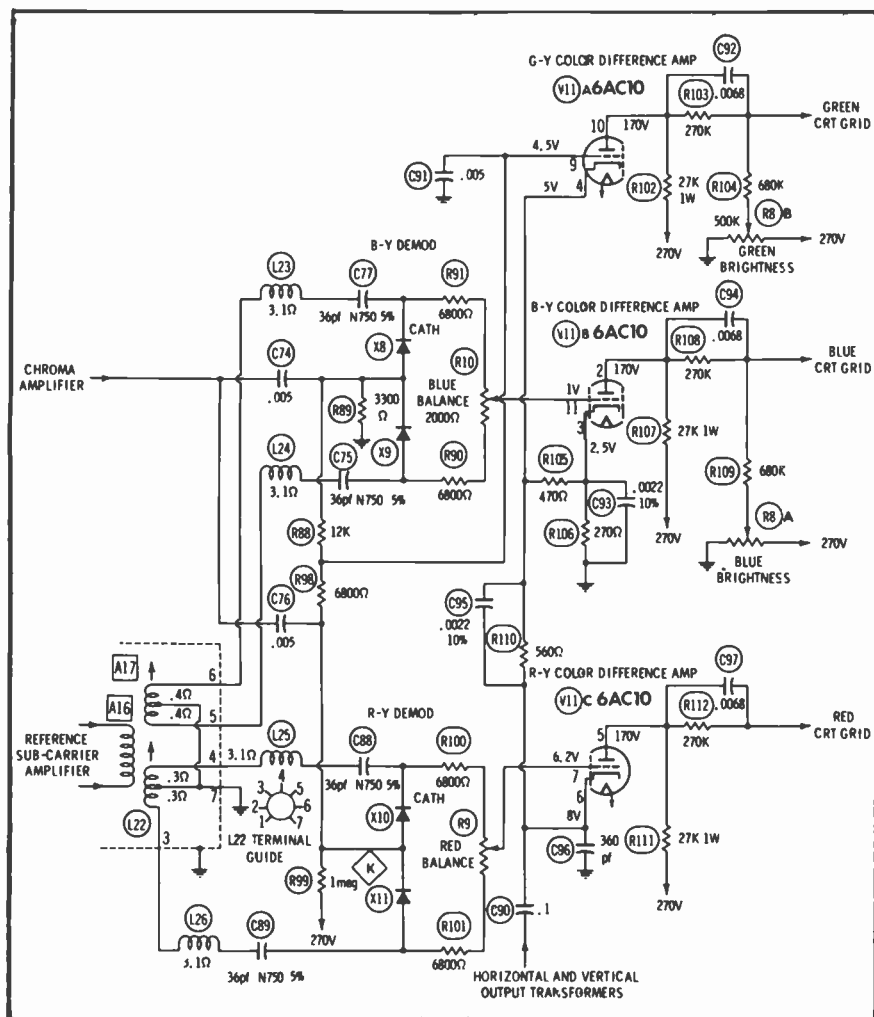 G-Y COLOR DIFFERENCE AMP
V11 A 6AC10
C92
.0068
R103
270K
GREEN
CRT GRID
10
170V
4.5V
9
4
5V
C91
.005
R102
27K
1W
R104
680K
R8 B
500K
270V
270V
GREEN
BRIGHTNESS
B-Y DEMOD
L23
3.1Ω
C77
36pf N750 5%
R91
6800Ω
CATH
X8
B-Y COLOR DIFFERENCE AMP
V11 B 6AC10
C94
.0068
R108
270K
BLUE
CRT GRID
2
170V
CHROMA
AMPLIFIER
C74
.005
R89
3300
Ω
R10
BLUE
BALANCE
2000Ω
1V
11
3
2.5V
R107
27K 1W
X9
L24
3.1Ω
C75
36pf N750 5%
R90
6800Ω
R105
470Ω
C93
.0022
10%
R109
680K
R8 A
R106
270Ω
270V
270V
BLUE
BRIGHTNESS
R88
12K
R98
6800Ω
C76
.005
C95
.0022
10%
R110
560Ω
R-Y COLOR DIFFERENCE AMP
V11 C 6AC10
C97
.0068
R112
270K
RED
CRT GRID
5
170V
6.2V
7
6
8V
A17
A16
6
.4Ω
.4Ω
5
REFERENCE
SUB-CARRIER
AMPLIFIER
4
.3Ω
.3Ω
7
L22
3
R-Y DEMOD
L25
3.1Ω
C88
36pf N750 5%
R100
6800Ω
CATH
X10
4
3 5
2 6
1 7
L22 TERMINAL
GUIDE
R9
RED
BALANCE
C96
360
pf
R111
27K 1W
270V
K
R99
1 meg
270V
X11
C90
.1
L26
3.1Ω
C89
36pf N750 5%
R101
6800Ω
HORIZONTAL AND VERTICAL
OUTPUT TRANSFORMERS